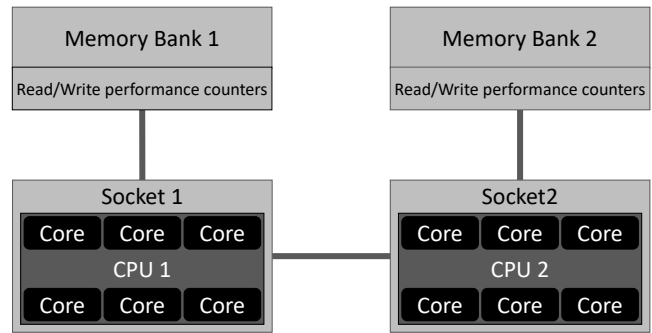 Memory Bank 1
Read/Write performance counters
Memory Bank 2
Read/Write performance counters
Socket 1
Core Core Core
CPU 1
Core Core Core
Socket2
Core Core Core
CPU 2
Core Core Core